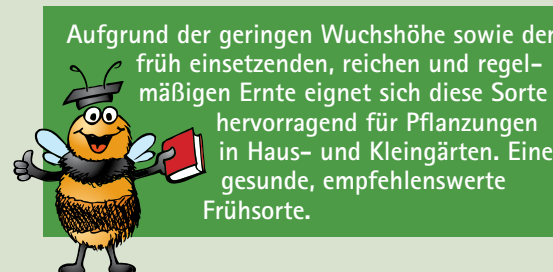 Aufgrund der geringen Wuchshöhe sowie der
früh einsetzenden, reichen und regel-
mäßigen Ernte eignet sich diese Sorte
hervorragend für Pflanzungen
in Haus- und Kleingärten. Eine
gesunde, empfehlenswerte
Frühsorte.